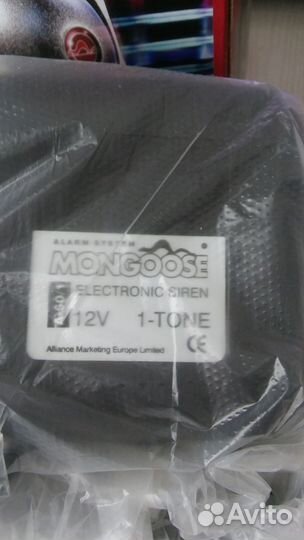 ALARM SYSTEM
MONGOOSE
ELECTRONIC SIREN
12V 1-TONE
Alliance Marketing Europe Limited CE
Avito